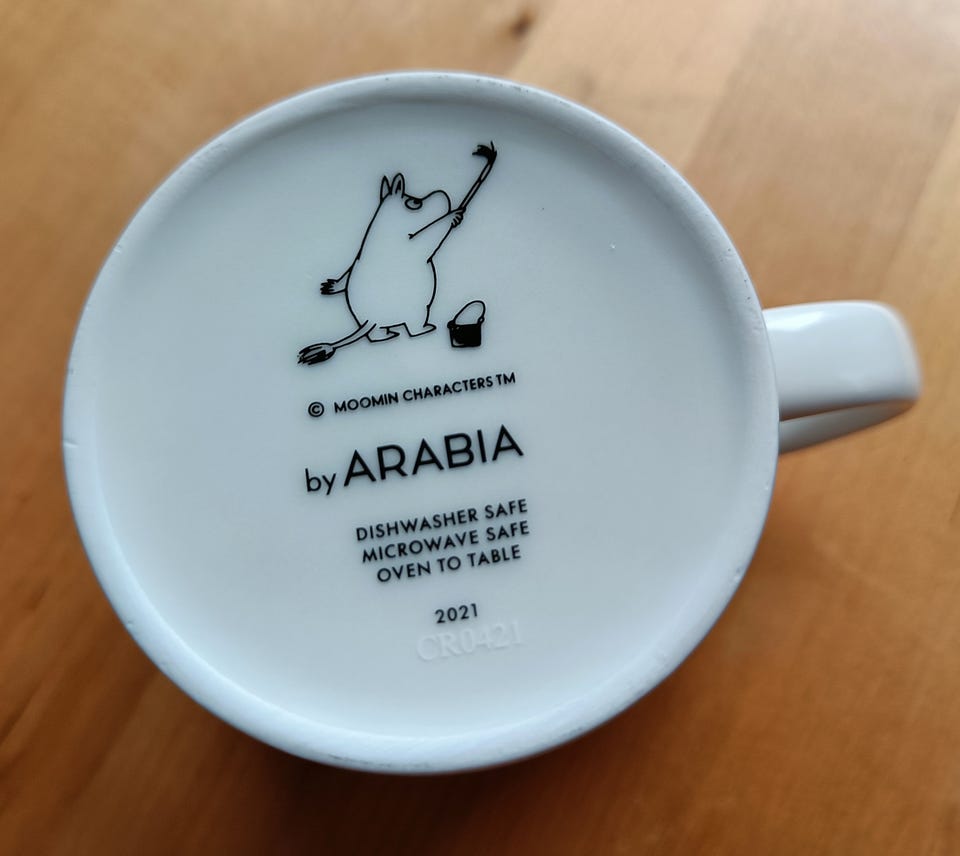 © MOOMIN CHARACTERS TM
by ARABIA
DISHWASHER SAFE
MICROWAVE SAFE
OVEN TO TABLE
2021
CR0421